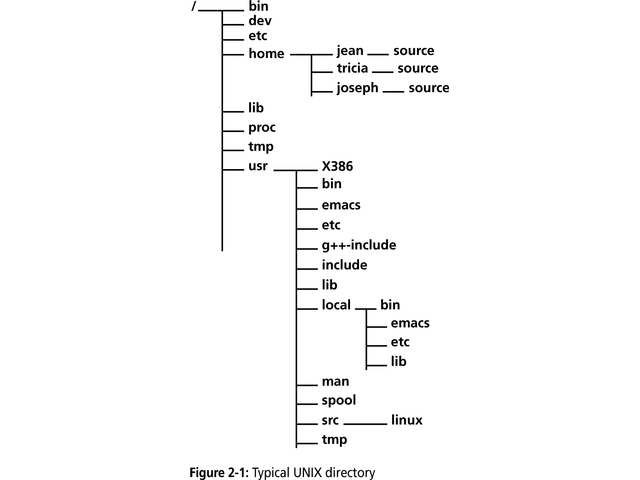 / bin
dev
etc
home jean source
tricia source
joseph source
lib
proc
tmp
usr X386
bin
emacs
etc
g++-include
include
lib
local bin
emacs
etc
lib
man
spool
src linux
tmp
Figure 2-1: Typical UNIX directory